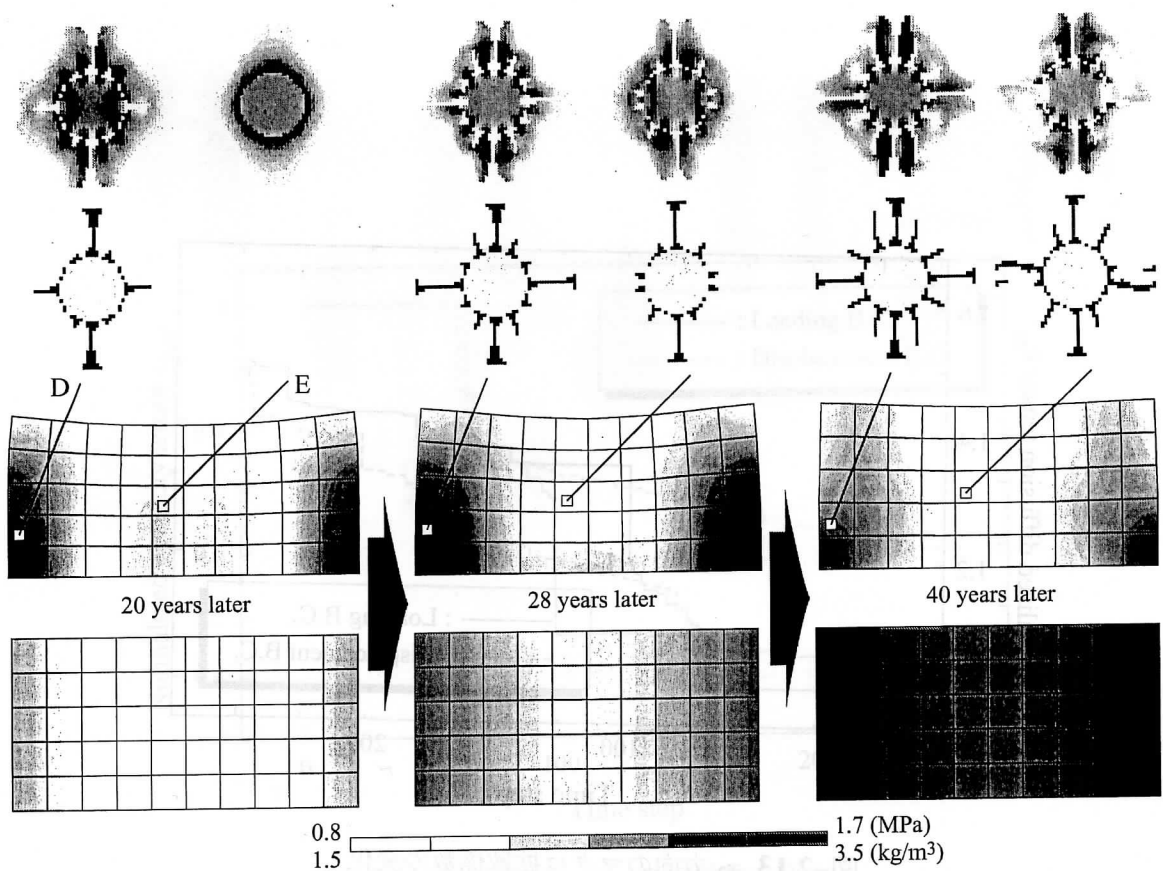 D
E
20 years later
28 years later
40 years later
0.8
1.7 (MPa)
1.5
3.5 (kg/m³)